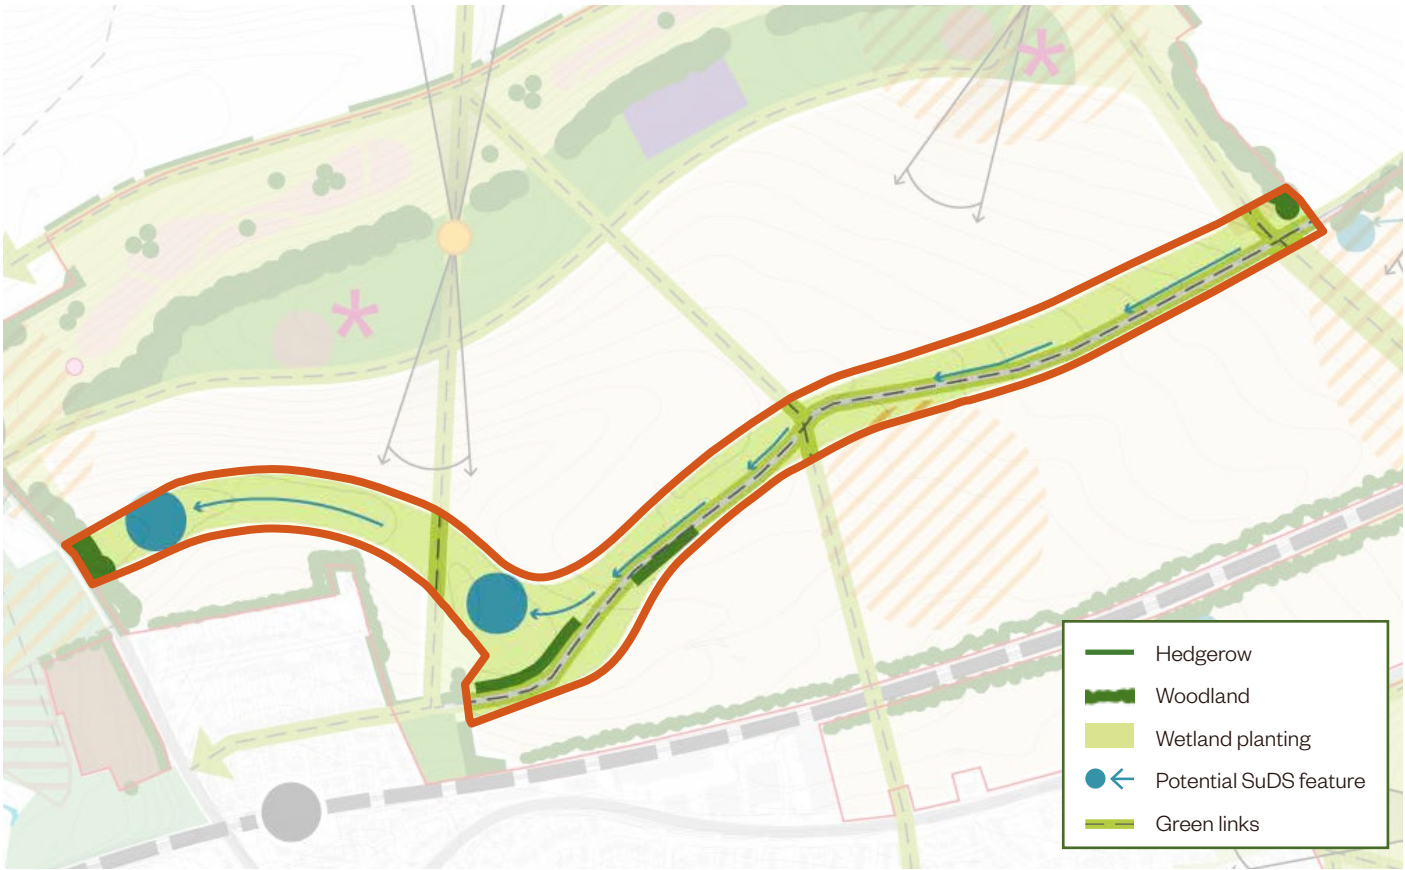 Hedgerow
Woodland
Wetland planting
Potential SuDS feature
Green links